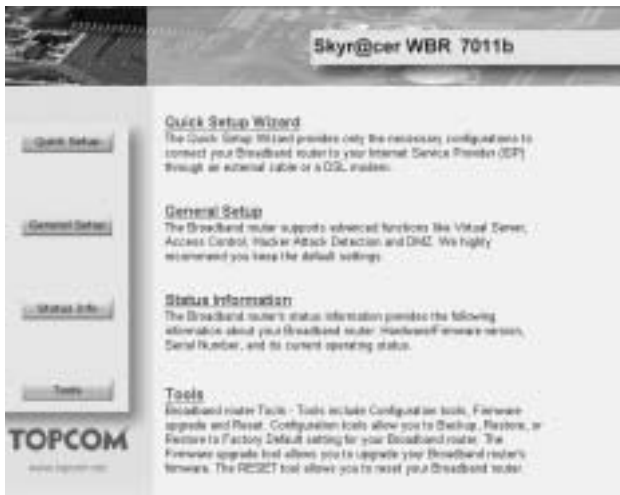 Skyr@cer WBR 7011b
Quick Setup
General Setup
Status Info
Tools
TOPCOM
Quick Setup Wizard
The Quick Setup Wizard provides only the necessary configurations to
connect your Broadband router to your Internet Service Provider (ISP)
through an external cable or a DSL modem.
General Setup
The Broadband router supports advanced functions like Virtual Server,
Access Control, Hacker Attack Detection and DMZ. We highly
recommend you keep the default settings.
Status Information
The Broadband router's status information provides the following
information about your Broadband router: Hardware/Firmware version,
Serial Number, and its current operating status.
Tools
Broadband router Tools - Tools include Configuration tools, Firmware
upgrade and Reset. Configuration tools allow you to Backup, Restore, or
Restore to Factory Default setting for your Broadband router. The
Firmware upgrade tool allows you to upgrade your Broadband router's
firmware. The RESET tool allows you to reset your Broadband router.